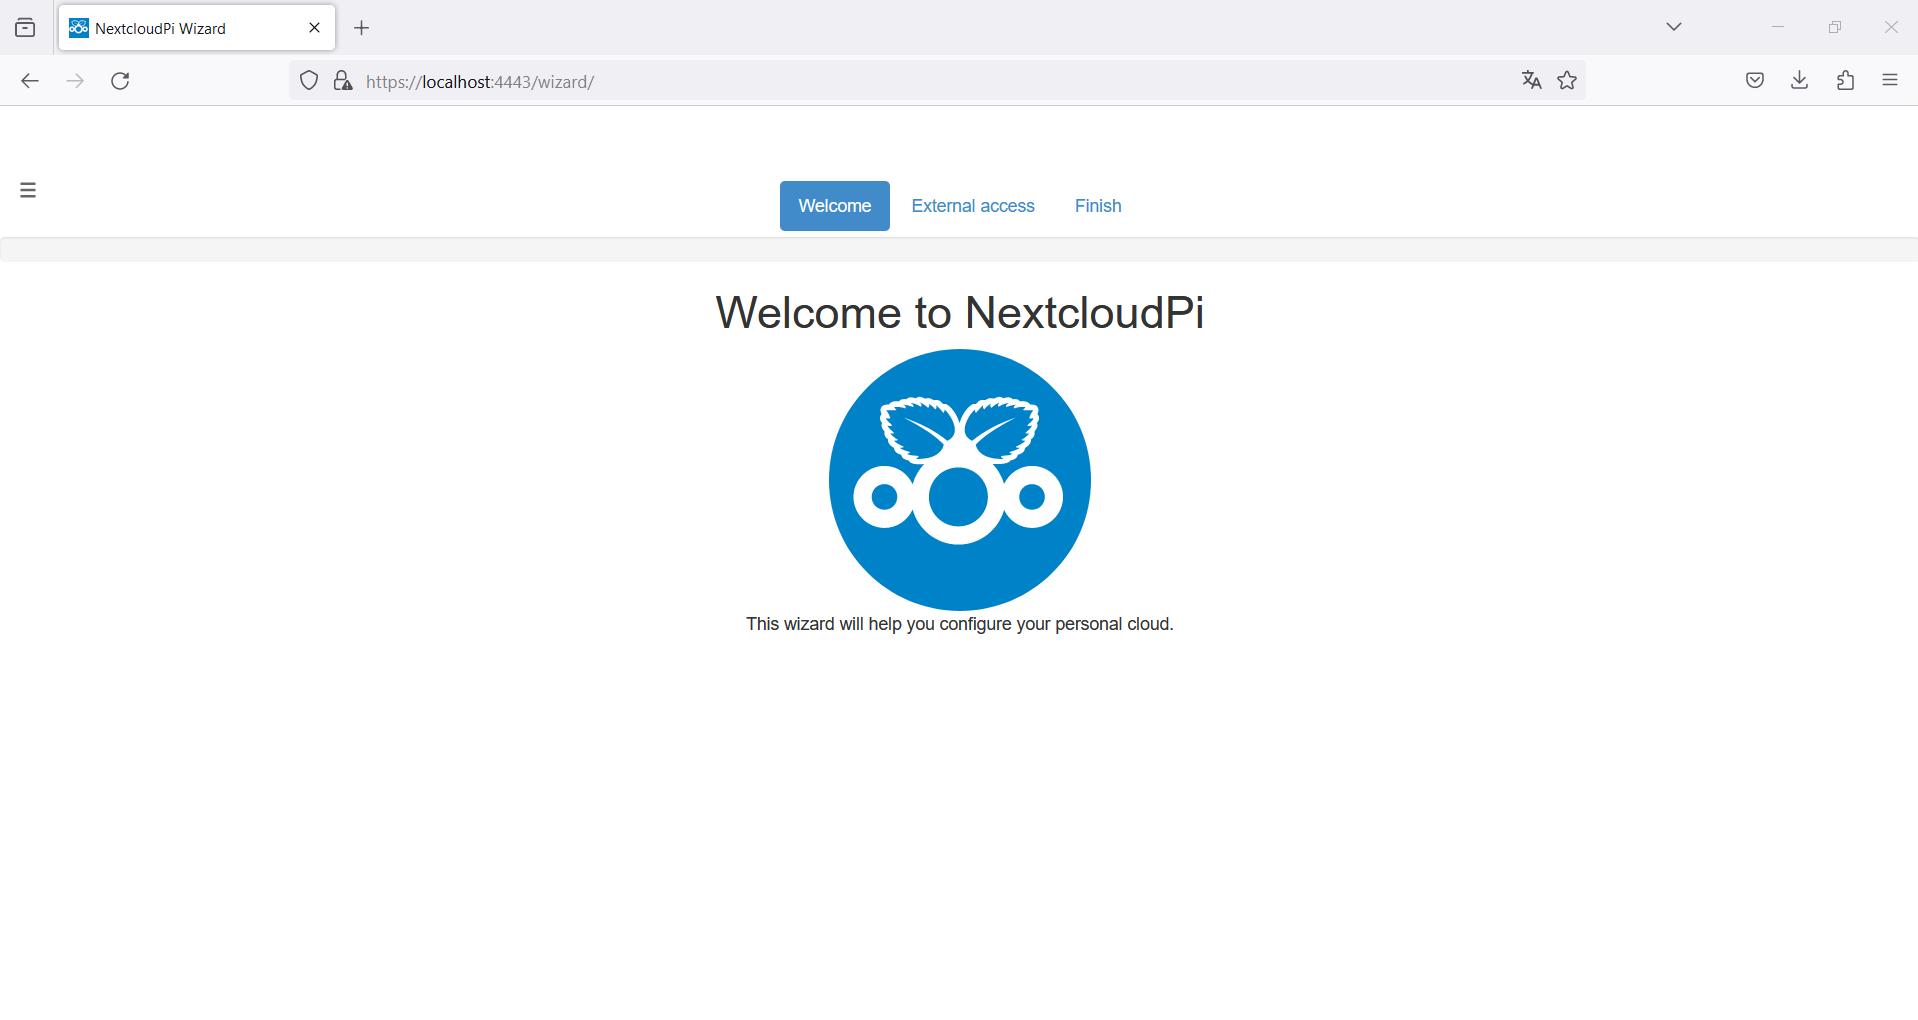 NextcloudPi Wizard
https://localhost:4443/wizard/
Welcome
External access
Finish
Welcome to NextcloudPi
This wizard will help you configure your personal cloud.